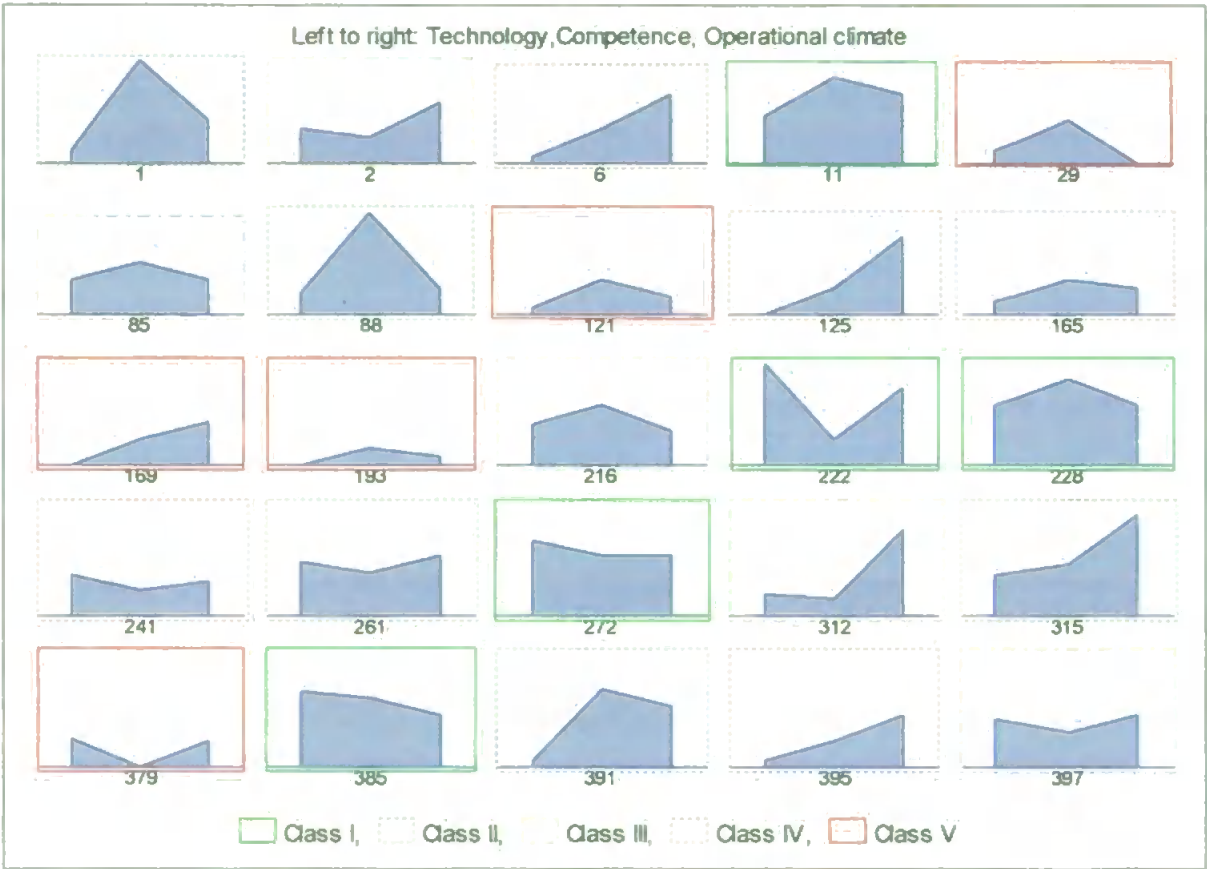 Left to right: Technology,Competence, Operational climate
1 2 6 11 29
85 88 121 125 165
169 193 216 222 228
241 261 272 312 315
379 385 391 395 397
Class I, Class II, Class III, Class IV, Class V